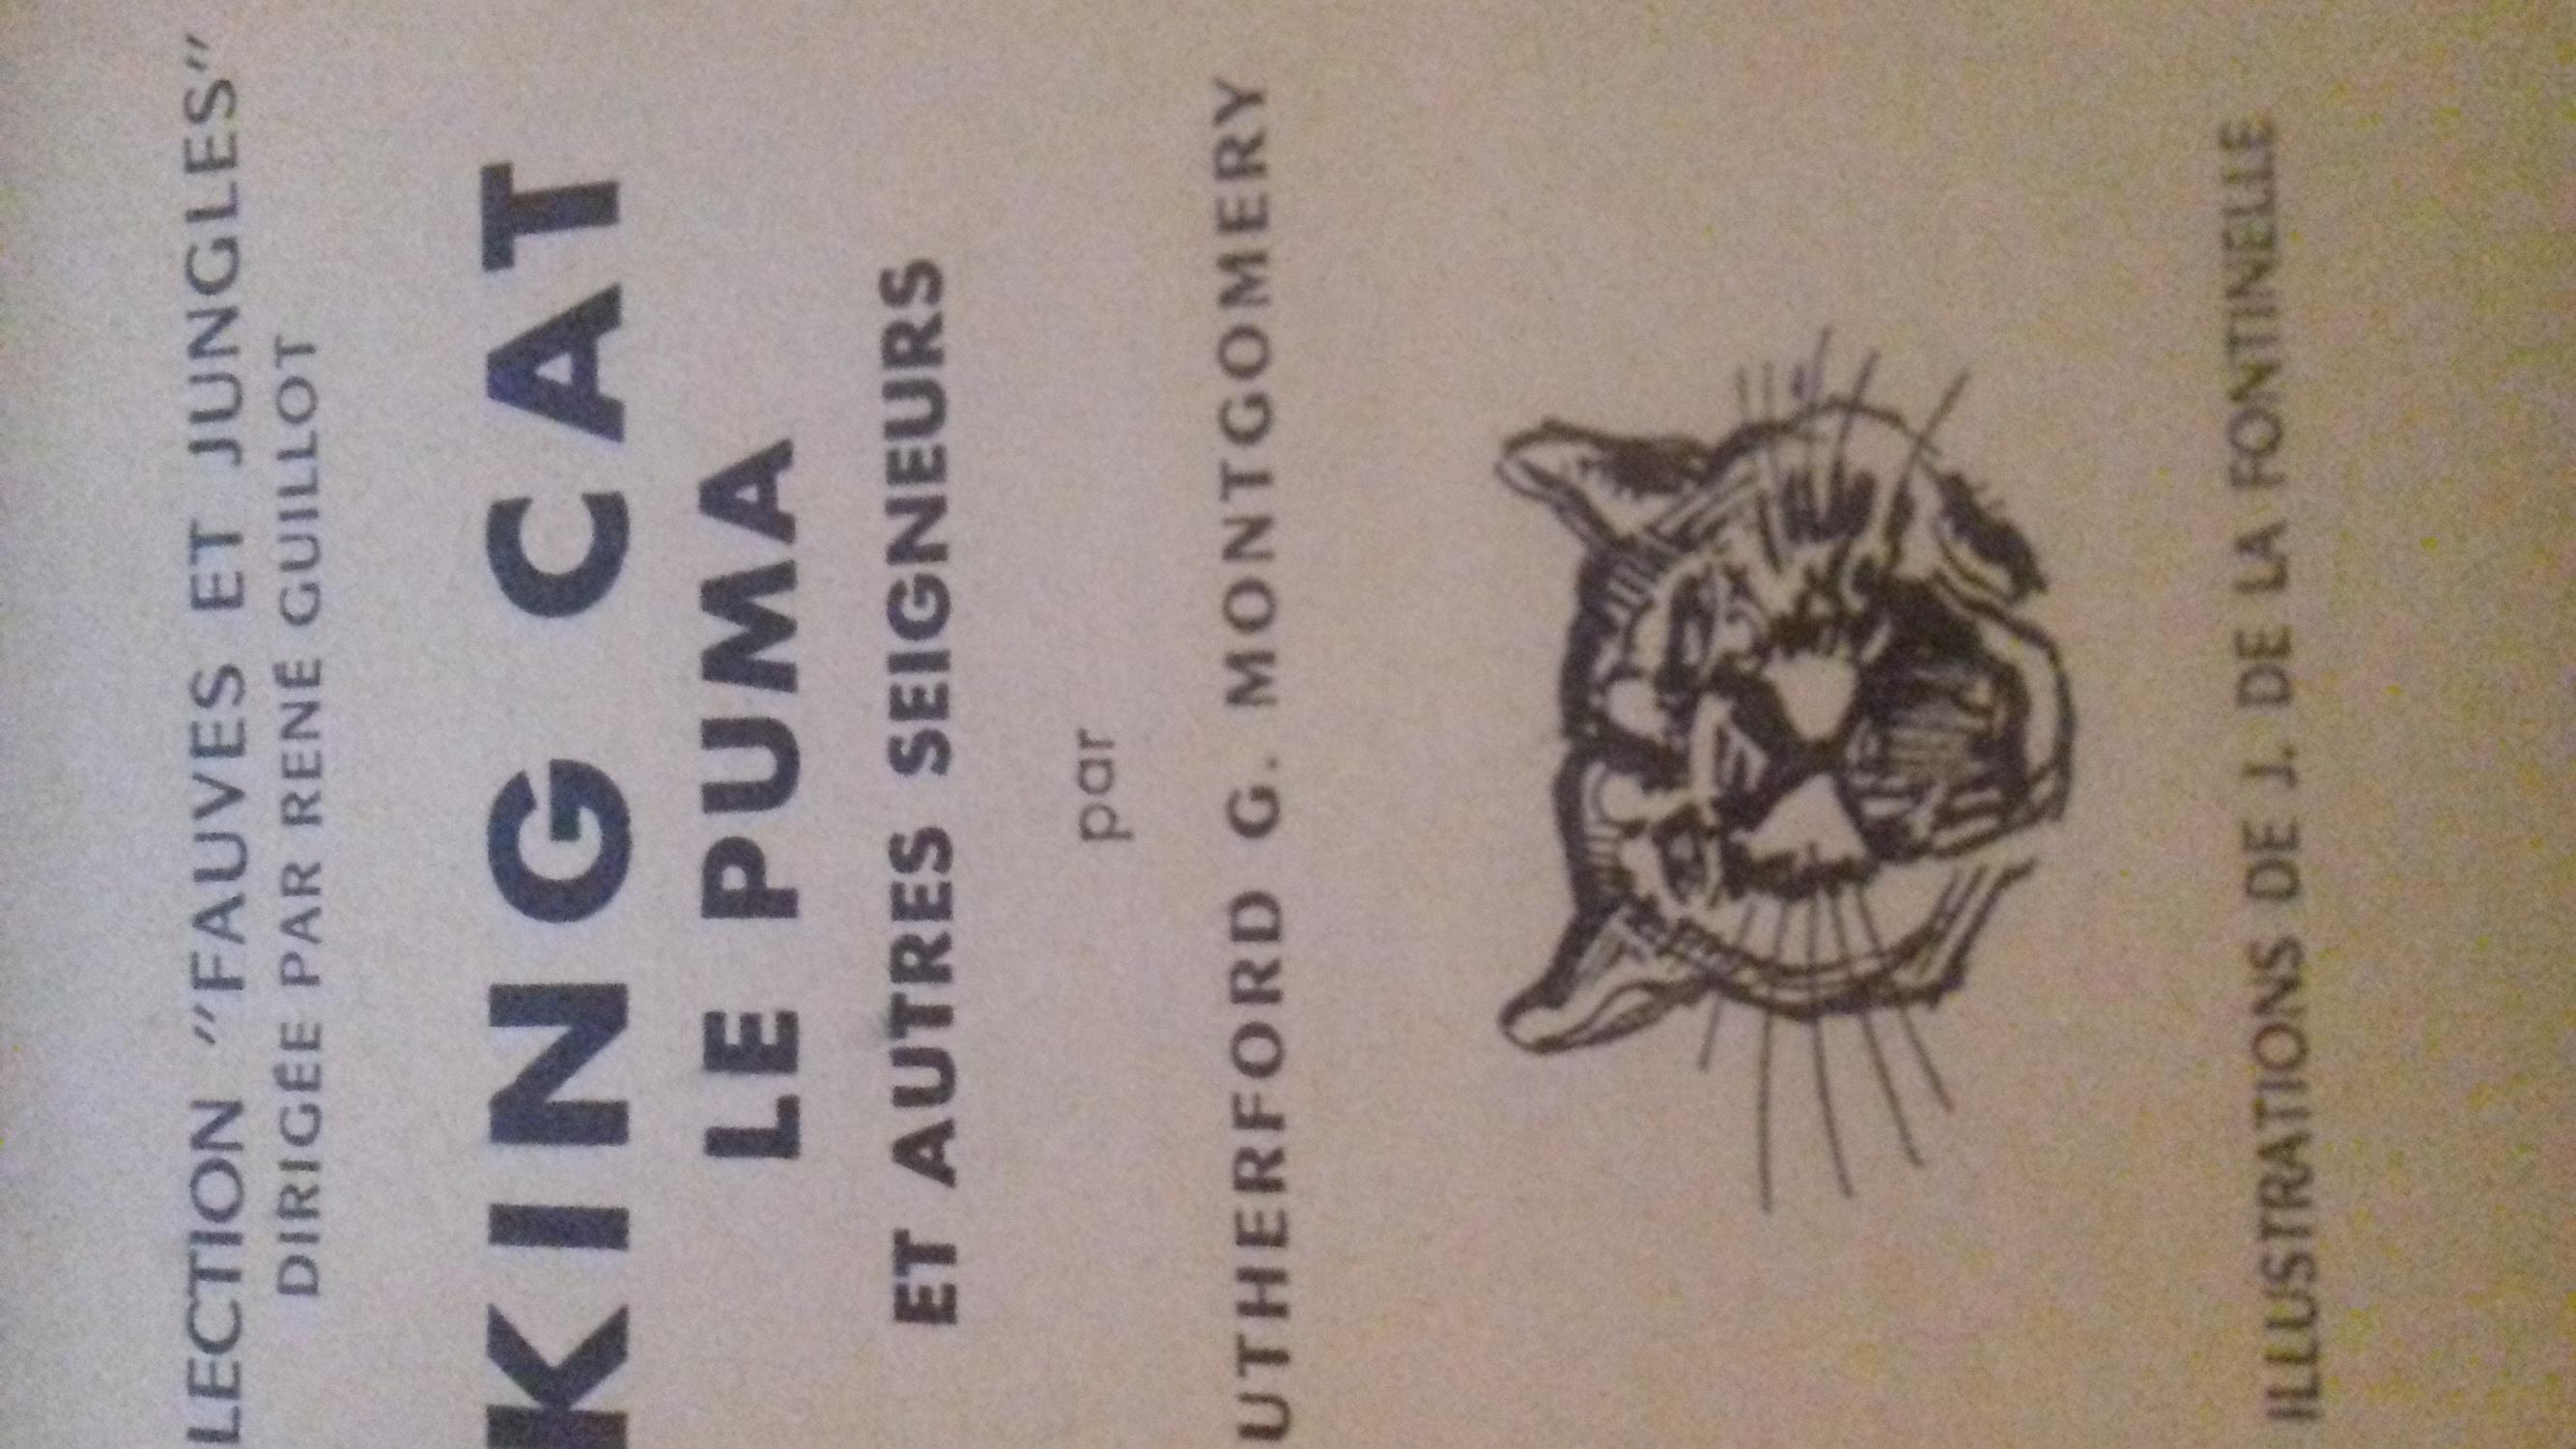 LECTION "FAUVES ET JUNGLES"
DIRIGÉE PAR RENÉ GUILLOT
KING CAT
LE PUMA
ET AUTRES SEIGNEURS
par
UTHERFORD G. MONTGOMERY
ILLUSTRATIONS DE J. DE LA FONTINELLE